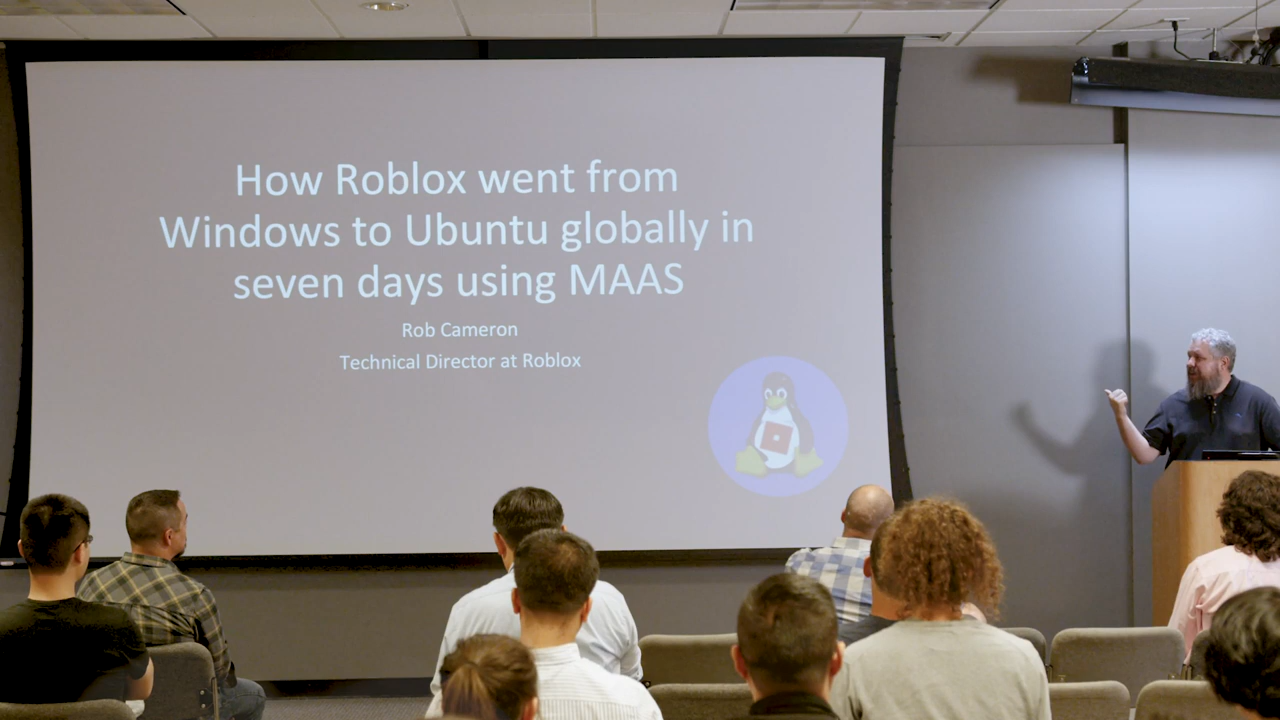 How Roblox went from
Windows to Ubuntu globally in
seven days using MAAS
Rob Cameron
Technical Director at Roblox